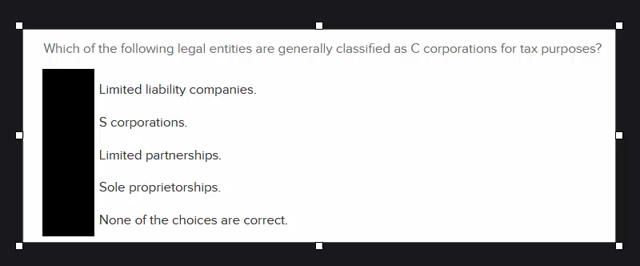 Which of the following legal entities are generally classified as C corporations for tax purposes?
Limited liability companies.
S corporations.
Limited partnerships.
Sole proprietorships.
None of the choices are correct.